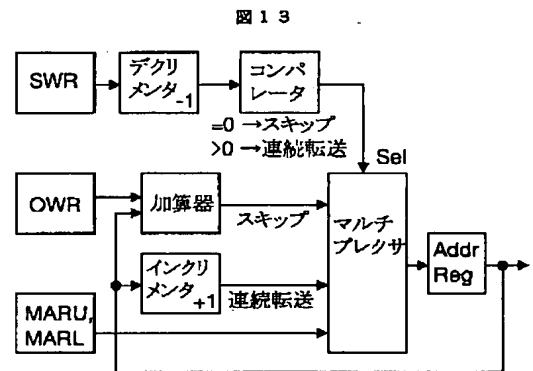 図13
SWR
デクリ
メンタ-1
コンパ
レータ
=0 →スキップ
>0 →連続転送
Sel
OWR
加算器
スキップ
マルチ
プレクサ
Addr
Reg
インクリ
メンタ+1
連続転送
MARU,
MARL